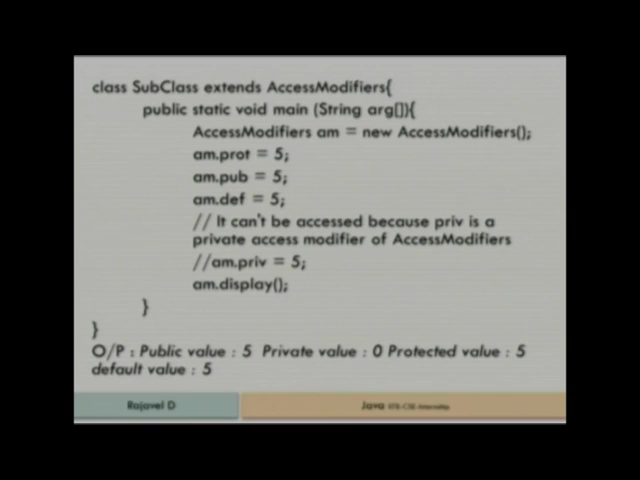 class SubClass extends AccessModifiers{
public static void main (String arg[]){
AccessModifiers am = new AccessModifiers();
am.prot = 5;
am.pub = 5;
am.def = 5;
// It can't be accessed because priv is a
private access modifier of AccessModifiers
//am.priv = 5;
am.display();
}
}
O/P : Public value : 5 Private value : 0 Protected value : 5
default value : 5
Rajavel D
Java